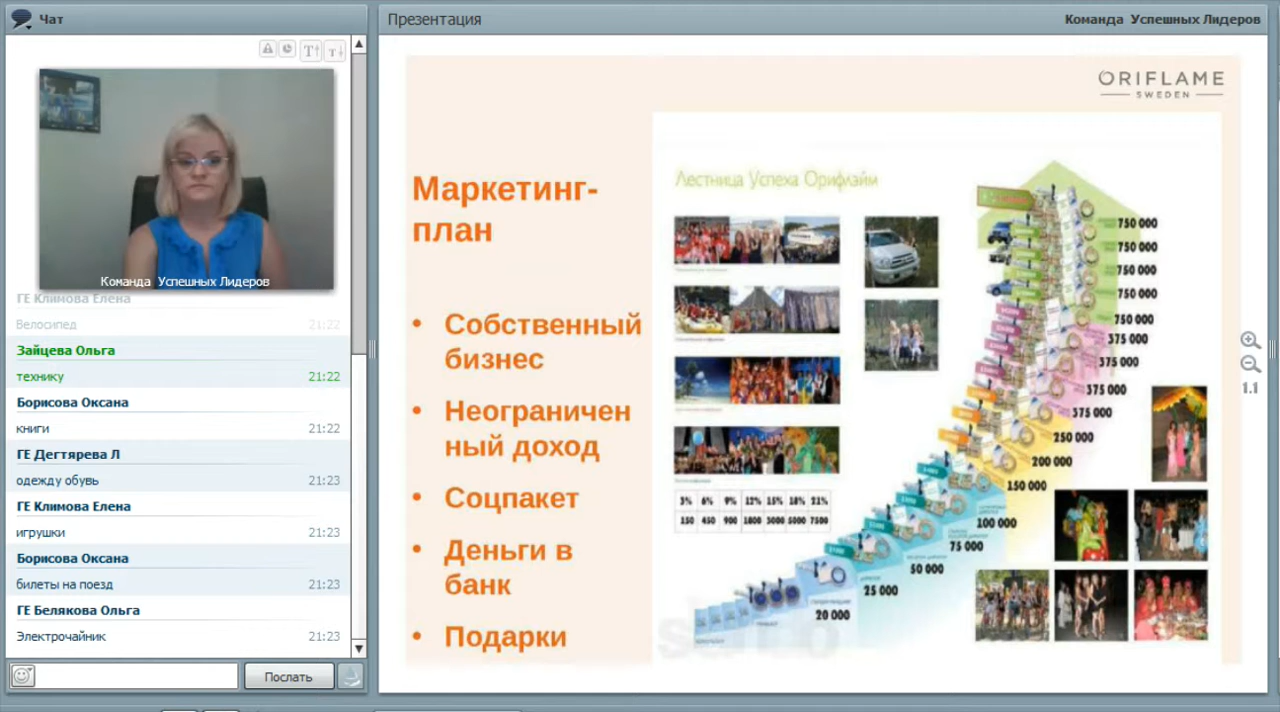 Чат
Команда Успешных Лидеров
ГЕ Климова Елена
Велосипед 21:22
Зайцева Ольга
технику 21:22
Борисова Оксана
книги 21:22
ГЕ Дегтярева Л
одежду обувь 21:23
ГЕ Климова Елена
игрушки 21:23
Борисова Оксана
билеты на поезд 21:23
ГЕ Белякова Ольга
Электрочайник 21:23
Послать
Презентация
Команда Успешных Лидеров
ORIFLAME
SWEDEN
Маркетинг-
план
• Собственный
бизнес
• Неограничен
ный доход
• Соцпакет
• Деньги в
банк
• Подарки
Лестница Успеха Орифлэйм
750 000
750 000
750 000
750 000
750 000
375 000
375 000
375 000
375 000
250 000
200 000
150 000
100 000
75 000
50 000
25 000
20 000
3% 6% 9% 12% 15% 18% 21%
150 450 900 1800 3000 5000 7500
1.1